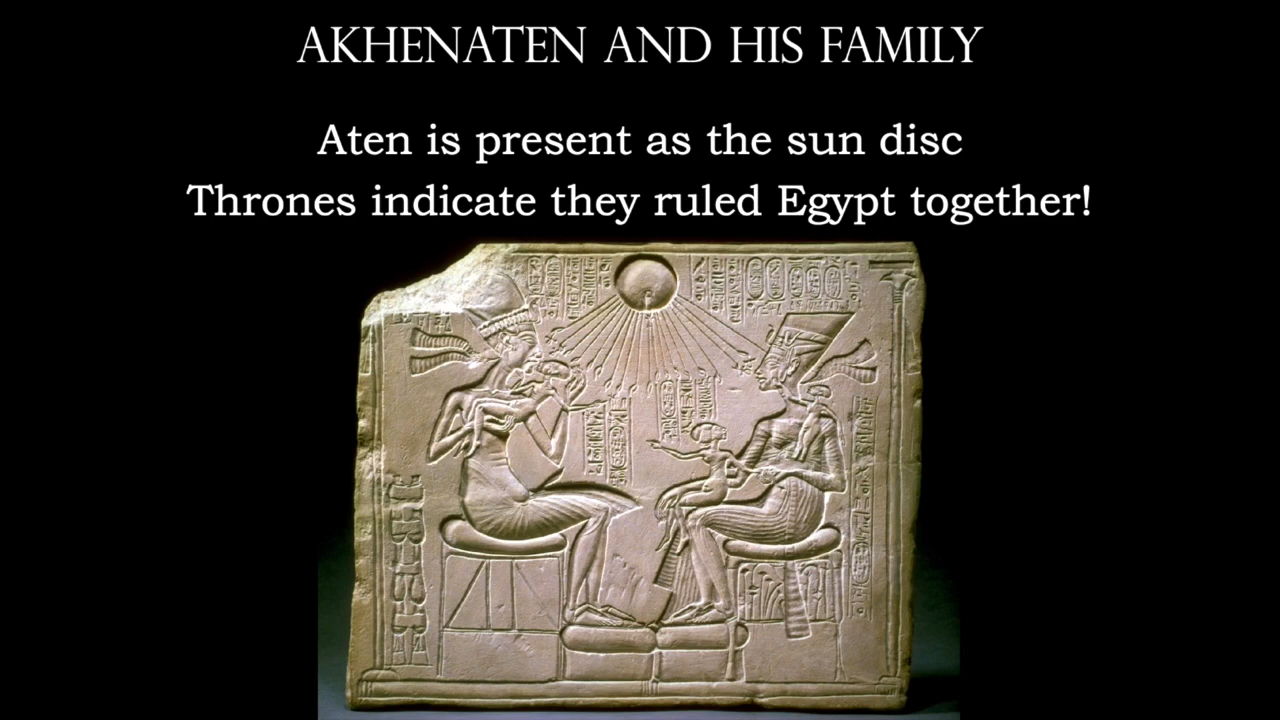 AKHENATEN AND HIS FAMILY
Aten is present as the sun disc
Thrones indicate they ruled Egypt together!